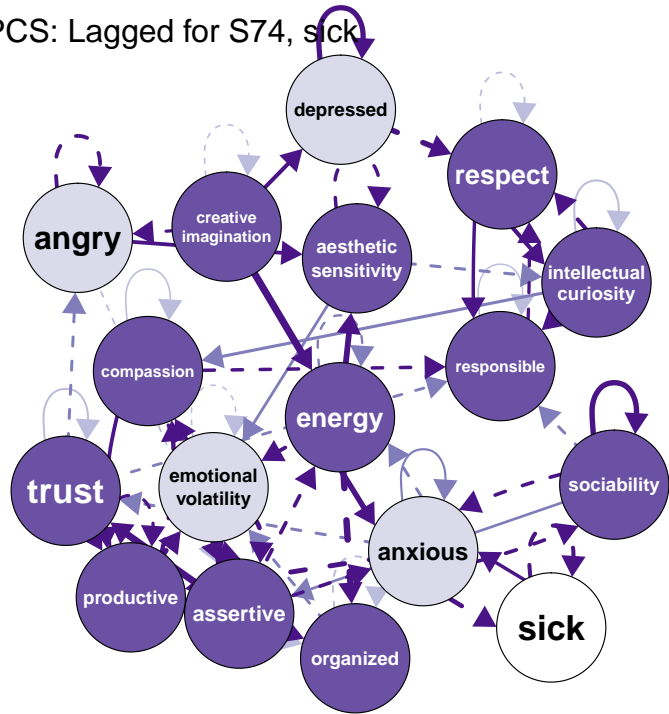 PCS: Lagged for S74, sick
depressed
respect
creative
imagination
angry
aesthetic
sensitivity
intellectual
curiosity
compassion
responsible
energy
emotional
volatility
trust
sociability
anxious
productive
assertive
sick
organized